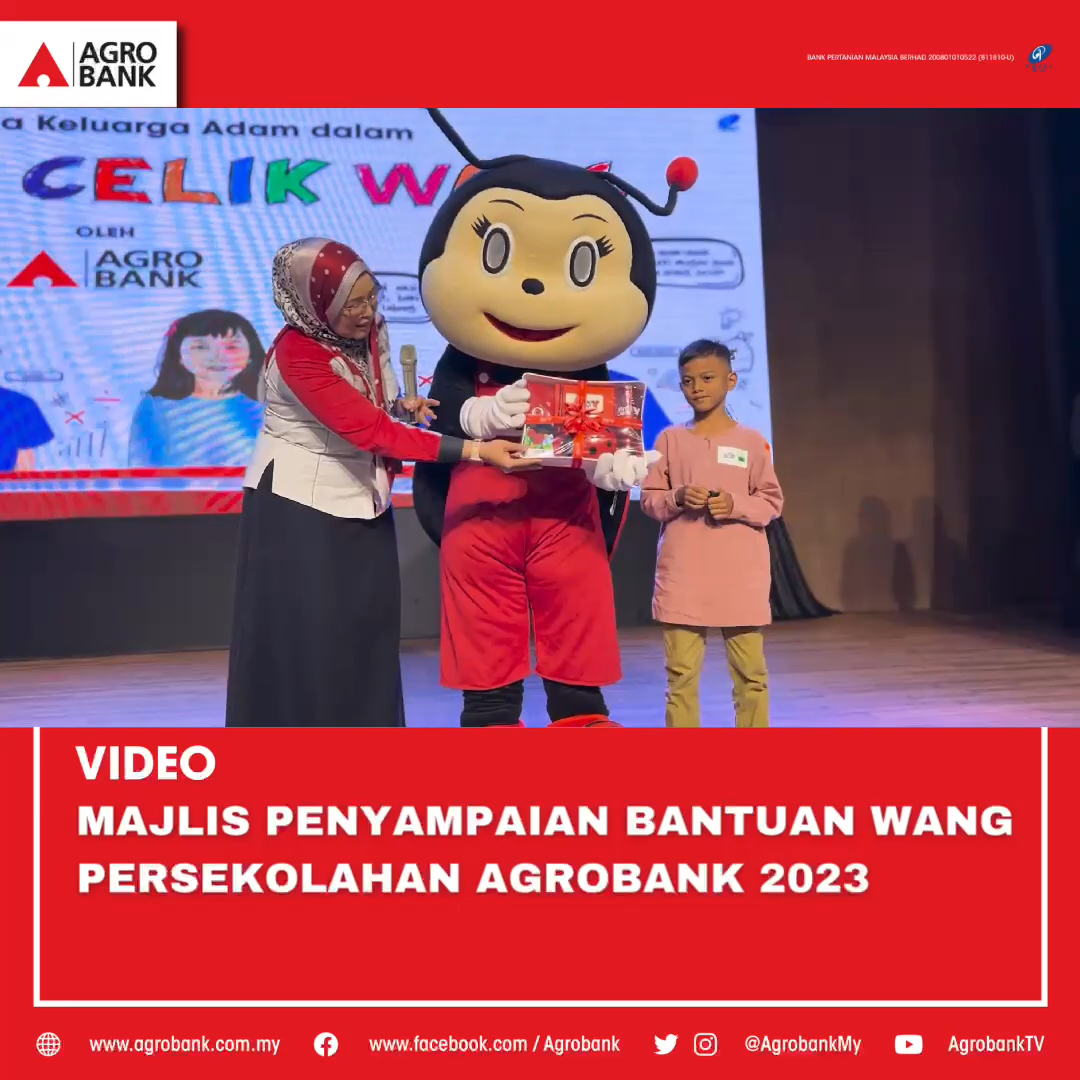 AGRO
BANK
BANK PERTANIAN MALAYSIA BERHAD 200801010522 (811810-U)
a Keluarga Adam dalam
CELIK W
OLEH
AGRO
BANK
VIDEO
MAJLIS PENYAMPAIAN BANTUAN WANG
PERSEKOLAHAN AGROBANK 2023
www.agrobank.com.my
www.facebook.com / Agrobank
@AgrobankMy
AgrobankTV